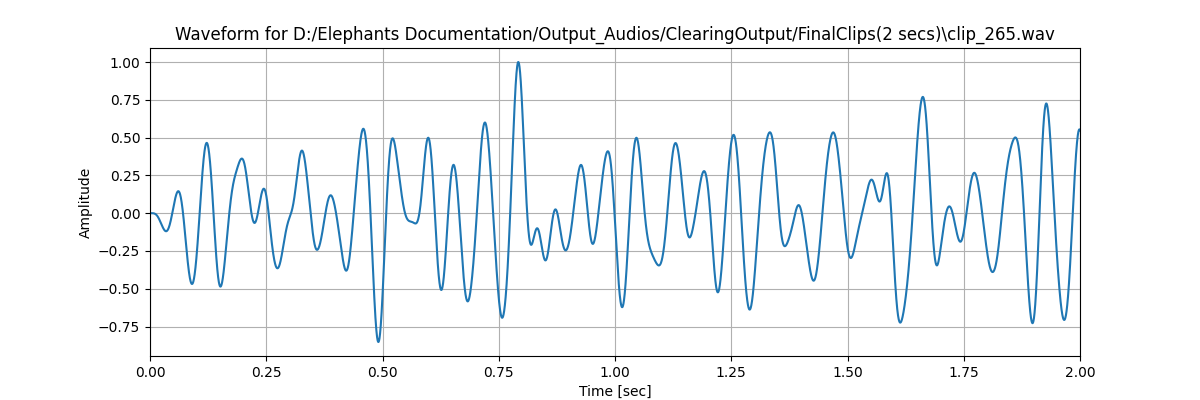 Waveform for D:/Elephants Documentation/Output_Audios/ClearingOutput/FinalClips(2 secs)\clip_265.wav
1.00
0.75
0.50
0.25
0.00
−0.25
−0.50
−0.75
Amplitude
0.00 0.25 0.50 0.75 1.00 1.25 1.50 1.75 2.00
Time [sec]